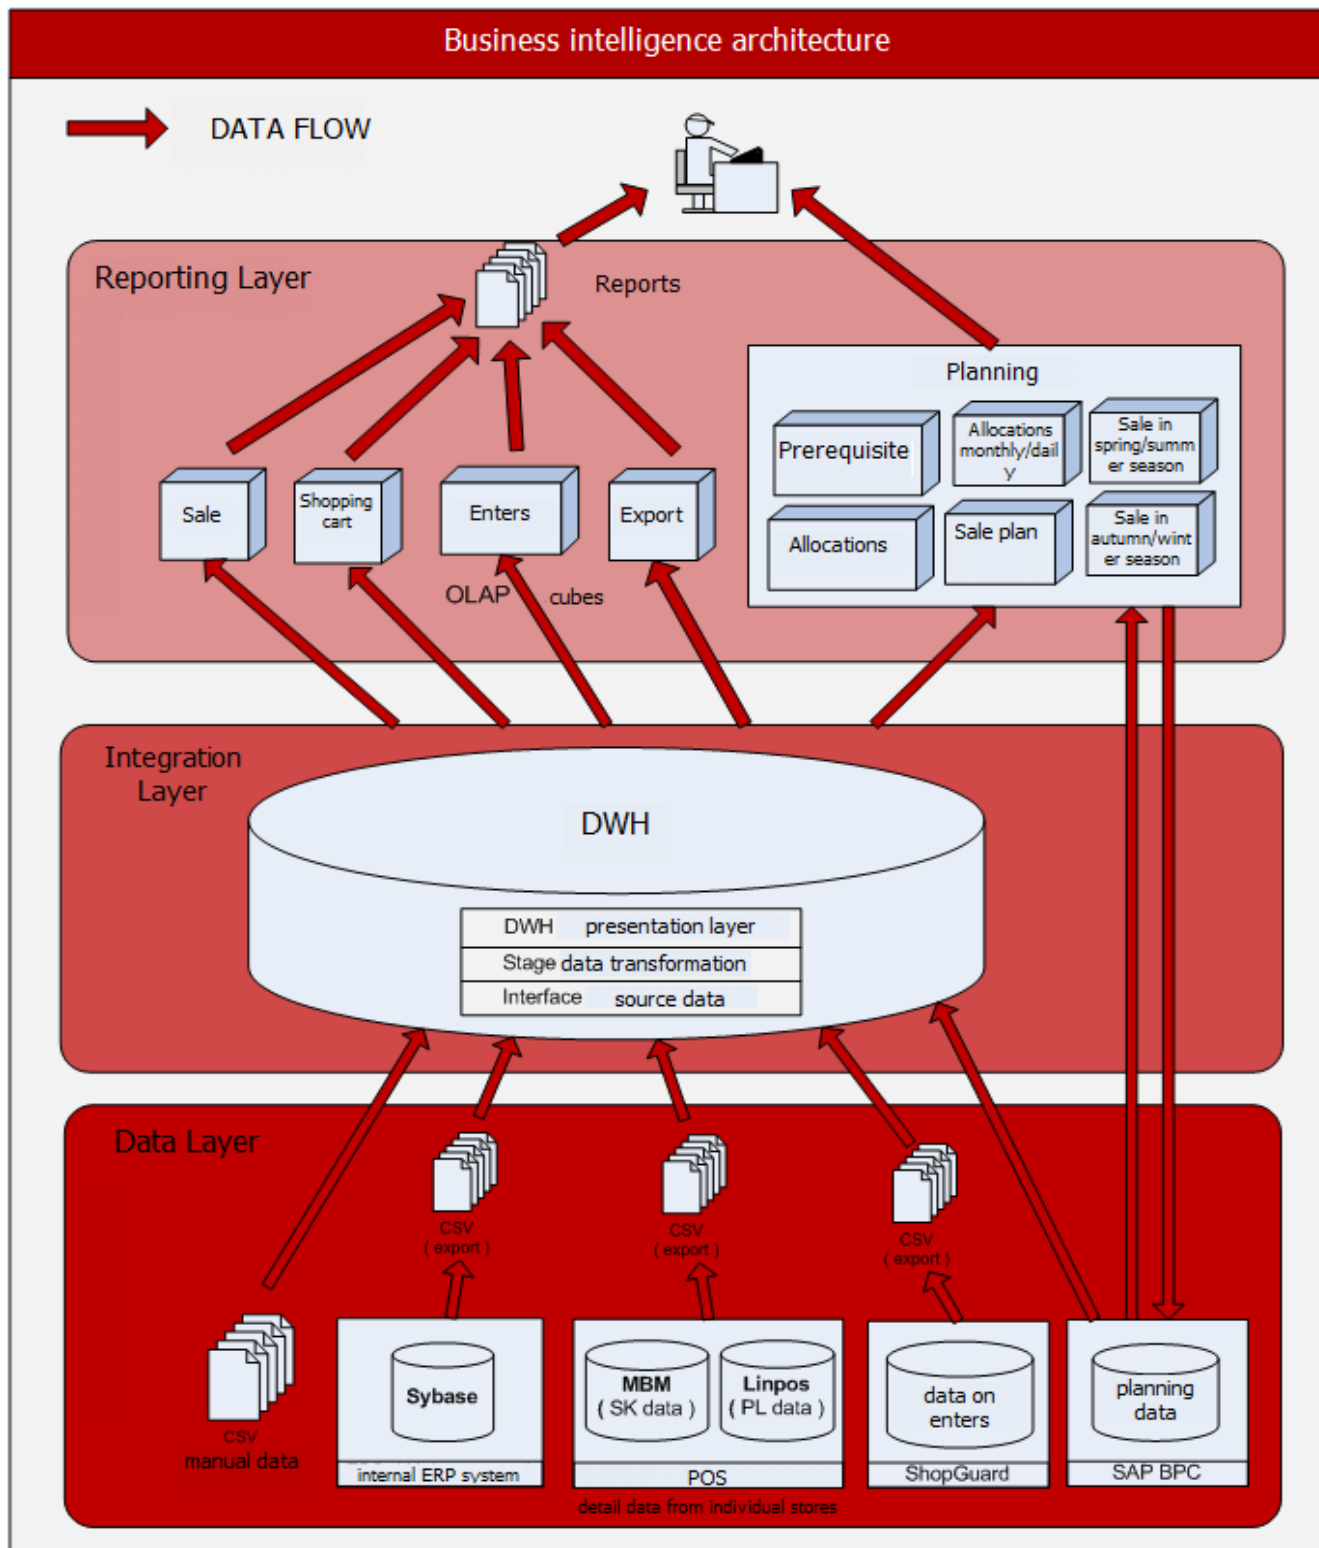 Business intelligence architecture
DATA FLOW
Reporting Layer
Reports
Planning
Prerequisite
Allocations
monthly/dail
y
Sale in
spring/summ
er season
Allocations
Sale plan
Sale in
autumn/wint
er season
Sale
Shopping
cart
Enters
Export
OLAP cubes
Integration
Layer
DWH
DWH presentation layer
Stage data transformation
Interface source data
Data Layer
CSV
( export )
CSV
( export )
CSV
( export )
CSV
manual data
Sybase
internal ERP system
MBM
( SK data )
Linpos
( PL data )
POS
detail data from individual stores
data on
enters
ShopGuard
planning
data
SAP BPC